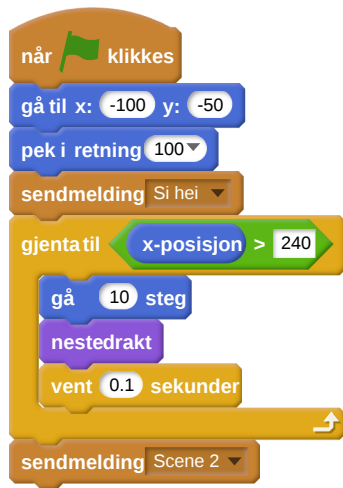 når klikkes
gå til x: -100 y: -50
pek i retning 100
sendmelding Si hei
gjenta til x-posisjon > 240
gå 10 steg
nestedrakt
vent 0.1 sekunder
sendmelding Scene 2